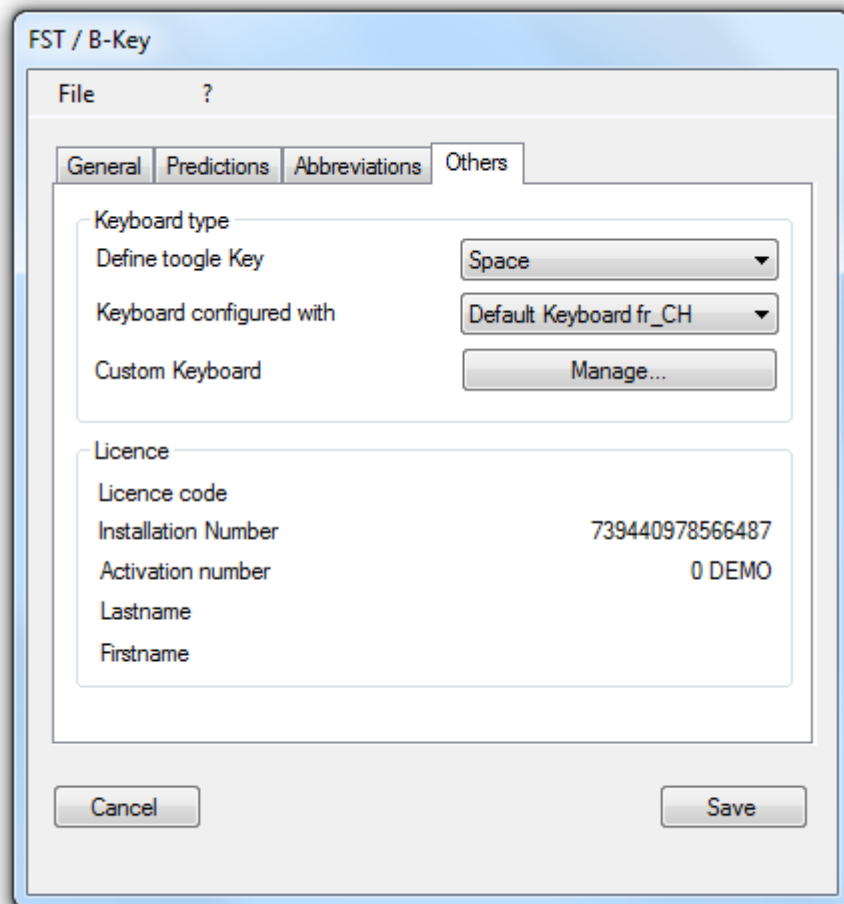 FST / B-Key
File ?
General Predictions Abbreviations Others
Keyboard type
Define toogle Key Space
Keyboard configured with Default Keyboard fr_CH
Custom Keyboard Manage...
Licence
Licence code
Installation Number 739440978566487
Activation number 0 DEMO
Lastname
Firstname
Cancel Save